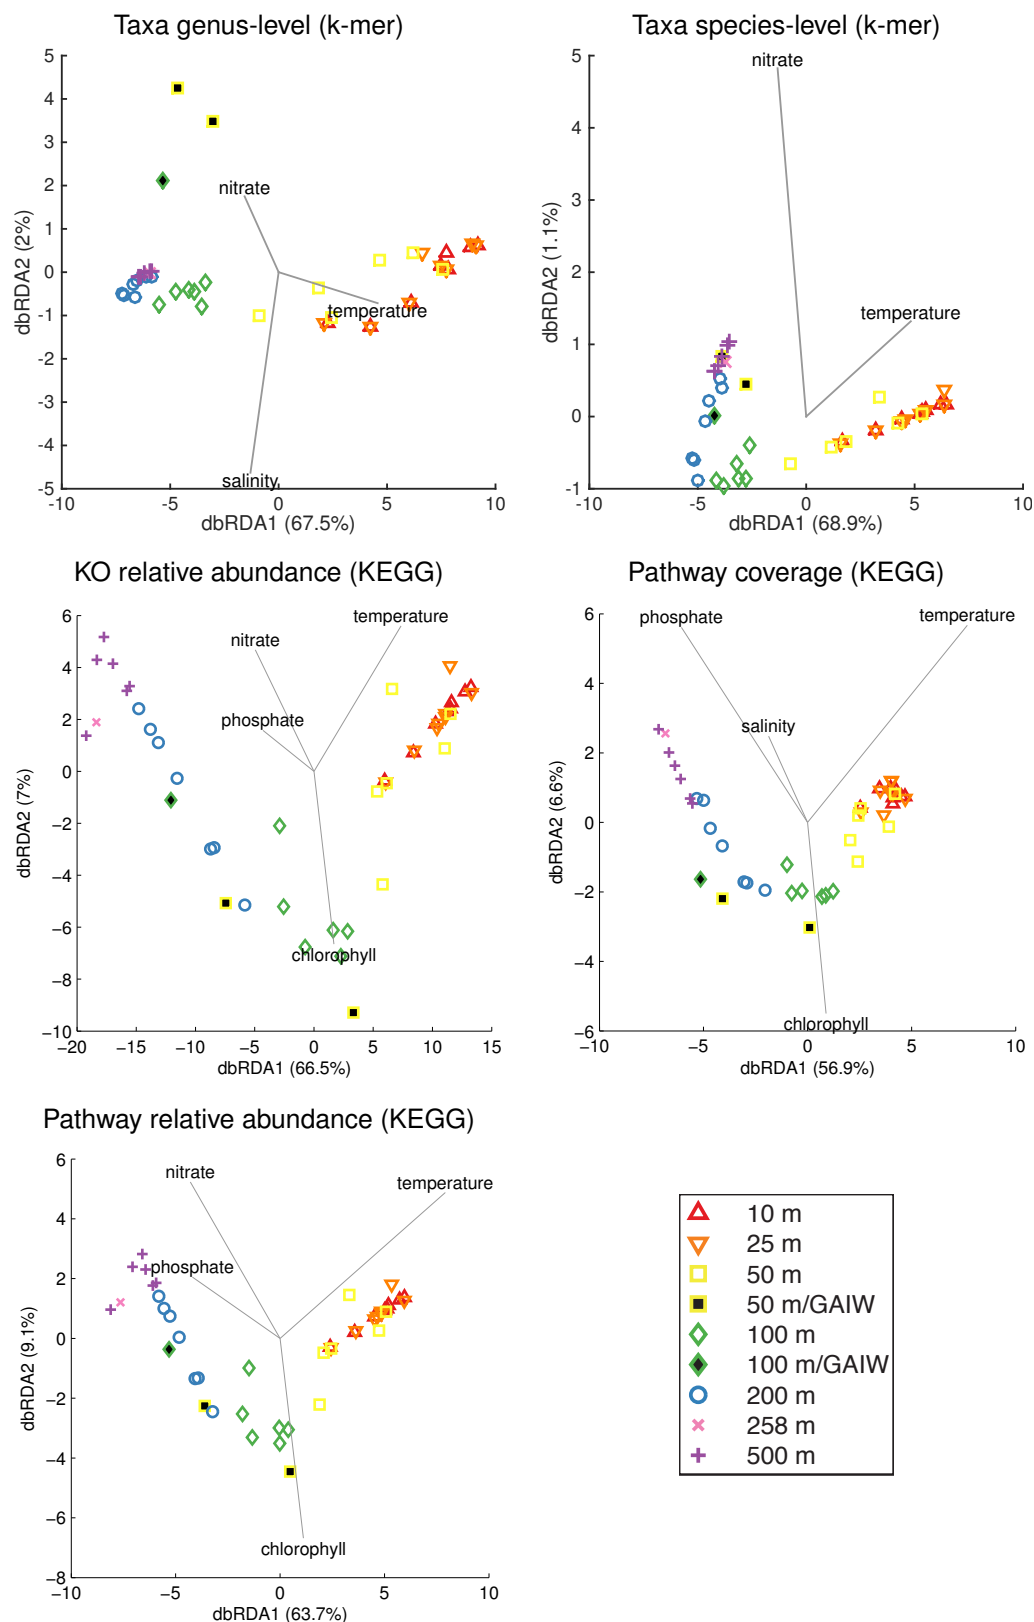 Taxa genus-level (k-mer)
5
4
3
2
1
0
-1
-2
-3
-4
-5
-10
-5
0
5
10
dbRDA2 (2%)
dbRDA1 (67.5%)
nitrate
temperature
salinity
Taxa species-level (k-mer)
5
4
3
2
1
0
-1
-10
-5
0
5
10
dbRDA2 (1.1%)
dbRDA1 (68.9%)
nitrate
temperature
KO relative abundance (KEGG)
6
4
2
0
−2
−4
−6
−8
−10
−20
−15
−10
−5
0
5
10
15
dbRDA2 (7%)
dbRDA1 (66.5%)
temperature
nitrate
phosphate
chlorophyll
Pathway coverage (KEGG)
6
4
2
0
−2
−4
−6
−10
−5
0
5
10
dbRDA2 (6.6%)
dbRDA1 (56.9%)
phosphate
temperature
salinity
chlorophyll
Pathway relative abundance (KEGG)
6
4
2
0
−2
−4
−6
−8
−10
−5
0
5
10
dbRDA2 (9.1%)
dbRDA1 (63.7%)
nitrate
temperature
phosphate
chlorophyll
10 m
25 m
50 m
50 m/GAIW
100 m
100 m/GAIW
200 m
258 m
500 m